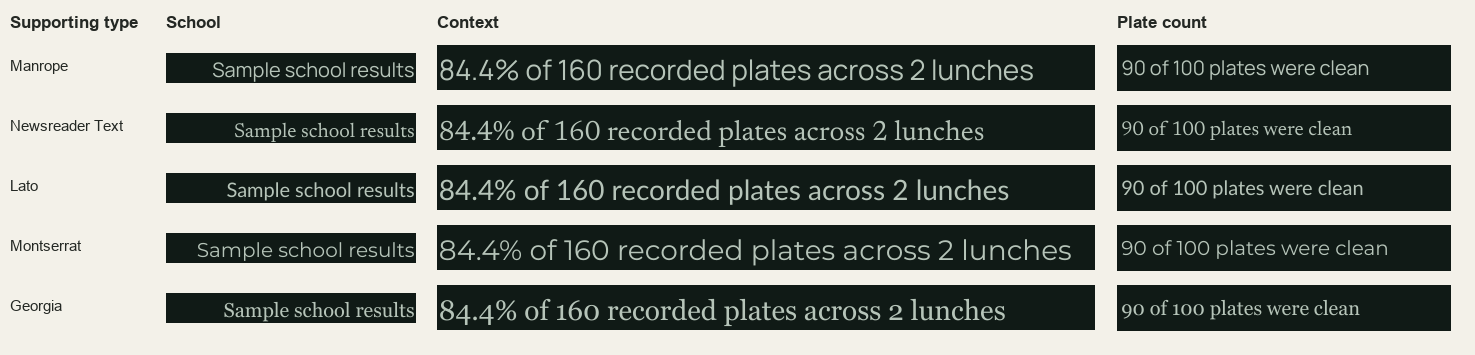 Supporting type School Context Plate count
Manrope Sample school results 84.4% of 160 recorded plates across 2 lunches 90 of 100 plates were clean
Newsreader Text Sample school results 84.4% of 160 recorded plates across 2 lunches 90 of 100 plates were clean
Lato Sample school results 84.4% of 160 recorded plates across 2 lunches 90 of 100 plates were clean
Montserrat Sample school results 84.4% of 160 recorded plates across 2 lunches 90 of 100 plates were clean
Georgia Sample school results 84.4% of 160 recorded plates across 2 lunches 90 of 100 plates were clean